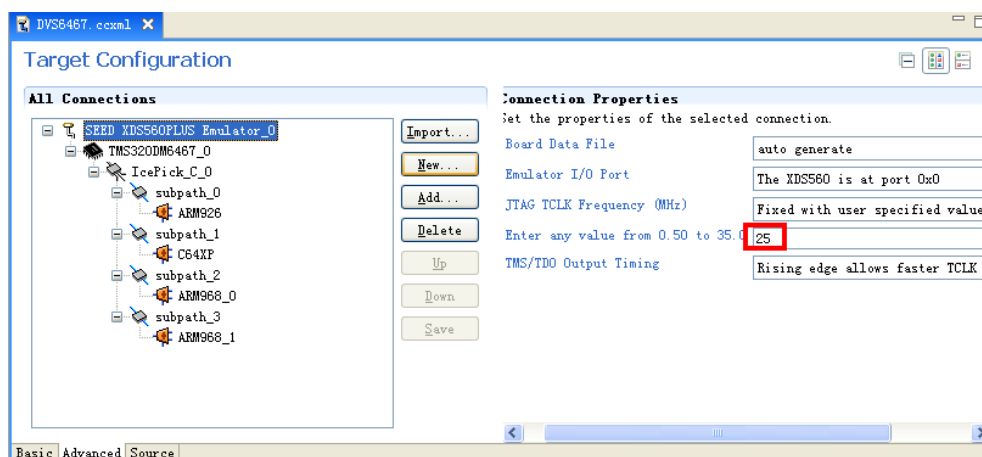 DVS6467.ccxml
Target Configuration
All Connections
SEED XDS560PLUS Emulator_0
TMS320DM6467_0
IcePick_C_0
subpath_0
ARM926
subpath_1
C64XP
subpath_2
ARM968_0
subpath_3
ARM968_1
Import...
New...
Add...
Delete
Up
Down
Save
Connection Properties
Set the properties of the selected connection.
Board Data File
auto generate
Emulator I/O Port
The XDS560 is at port 0x0
JTAG TCLK Frequency (MHz)
Fixed with user specified value
Enter any value from 0.50 to 35.0
25
TMS/TDO Output Timing
Rising edge allows faster TCLK
Basic Advanced Source